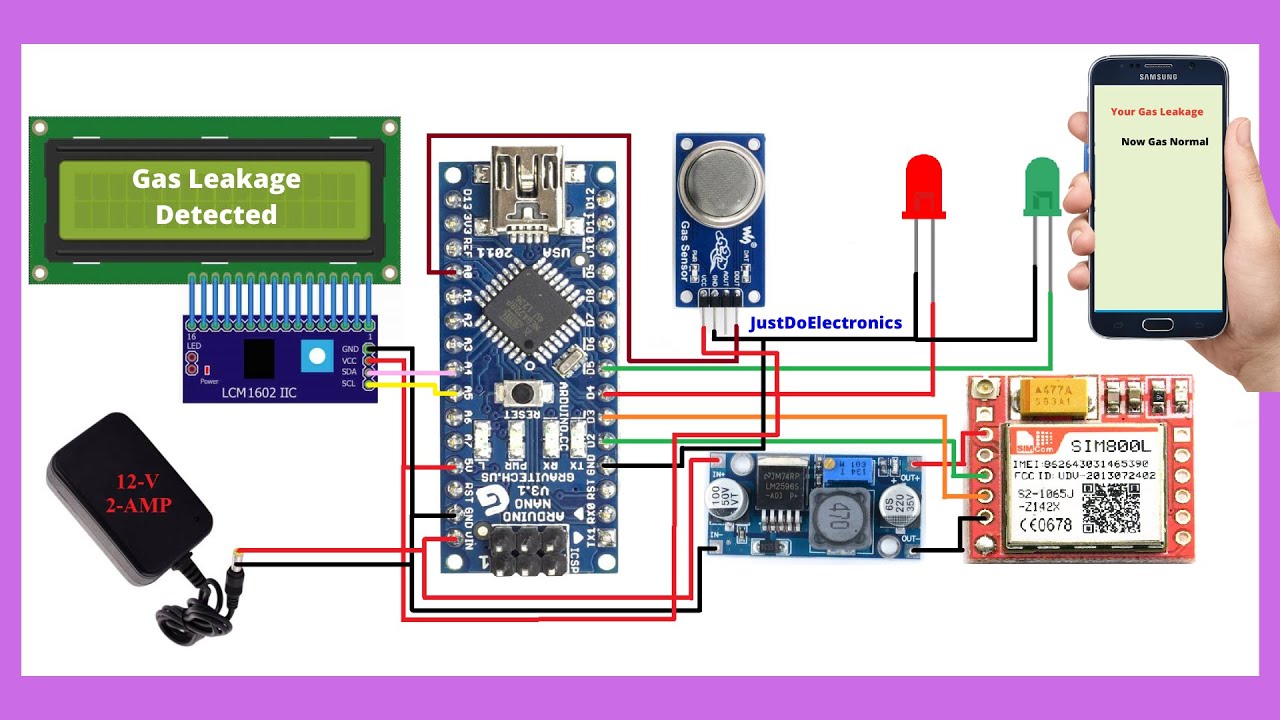 Gas Leakage
Detected
16
1
LED
Power
GND
VCC
SDA
SCL
LCM1602 IIC
12-V
2-AMP
D13
3V3
REF
A0
A1
A2
A3
A4
A5
A6
A7
5V
RST
GND
VIN
D12
D11
D10
D9
D8
D7
D6
D5
D4
D3
D2
GND
RST
RX0
TX1
USA
2011
RESET
ARDUINO.CC
L
PWR
RX
TX
GRAVITECH.US
ARDUINO
NANO
V3.1
ICSP
1
Gas Sensor
PWR
DAT
VCC
GND
AOUT
DOUT
JustDoElectronics
SAMSUNG
Your Gas Leakage
Now Gas Normal
IN+
IN-
OUT+
OUT-
100
50V
VT
LM2596S
-ADJ P+
470
220
35V
A477A
SIMCom
SIM800L
IMEI:862643031465390
FCC ID: UDV-2013072402
S2-1065J
-Z142X
CE0678